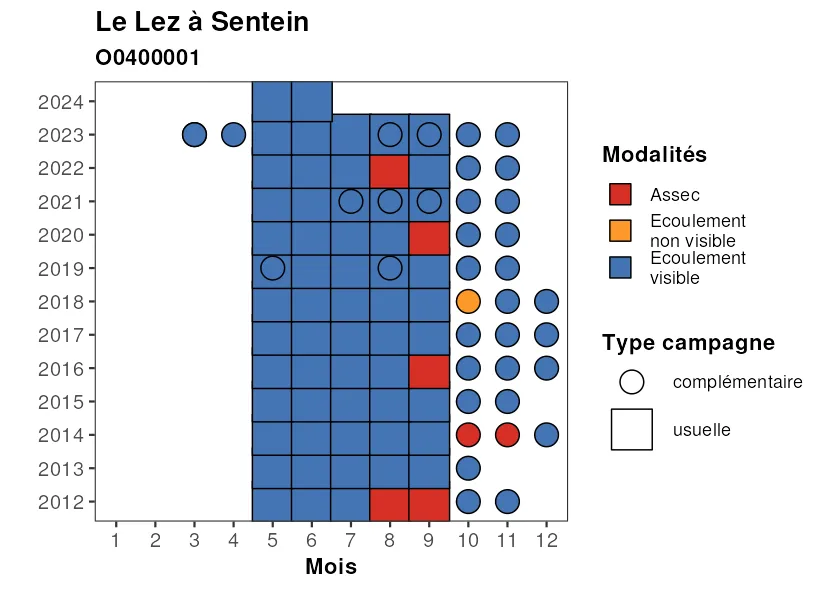 Le Lez à Sentein
O0400001
2024
2023
2022
2021
2020
2019
2018
2017
2016
2015
2014
2013
2012
1 2 3 4 5 6 7 8 9 10 11 12
Mois
Modalités
Assec
Ecoulement
non visible
Ecoulement
visible
Type campagne
complémentaire
usuelle